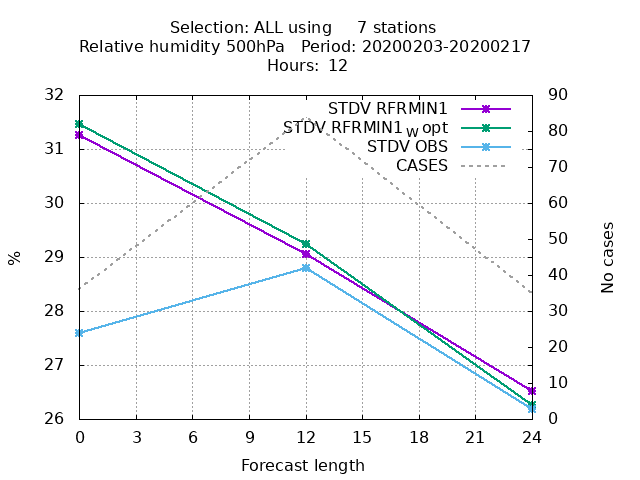 Selection: ALL using     7 stations
Relative humidity 500hPa   Period: 20200203-20200217
Hours: 12
32
31
30
29
28
27
26
%
90
80
70
60
50
40
30
20
10
0
No cases
STDV RFRMIN1
STDV RFRMIN1_w opt
STDV OBS
CASES
0 3 6 9 12 15 18 21 24
Forecast length